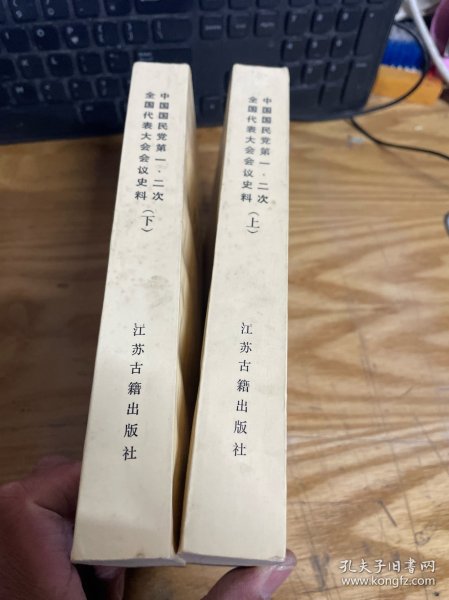 中国国民党第一·二次
全国代表大会会议史料(下)
江苏古籍出版社
中国国民党第一·二次
全国代表大会会议史料(上)
江苏古籍出版社
孔夫子旧书网
www.kongfz.com